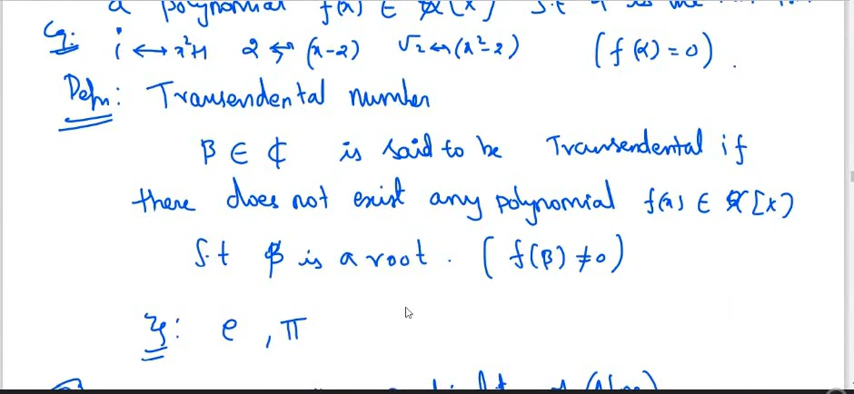 a polynomial f(x) ∈ Q[x] s.t
Eg: i ↔ x²+1 2 ↔ (x-2) √2 ↔ (x²-2) (f(α)=0).
Defn: Transendental number
β ∈ ₵ is said to be Transendental if
there does not exist any polynomial f(x) ∈ Q[x]
S.t β is a root. (f(β) ≠ 0)
Eg: e, π